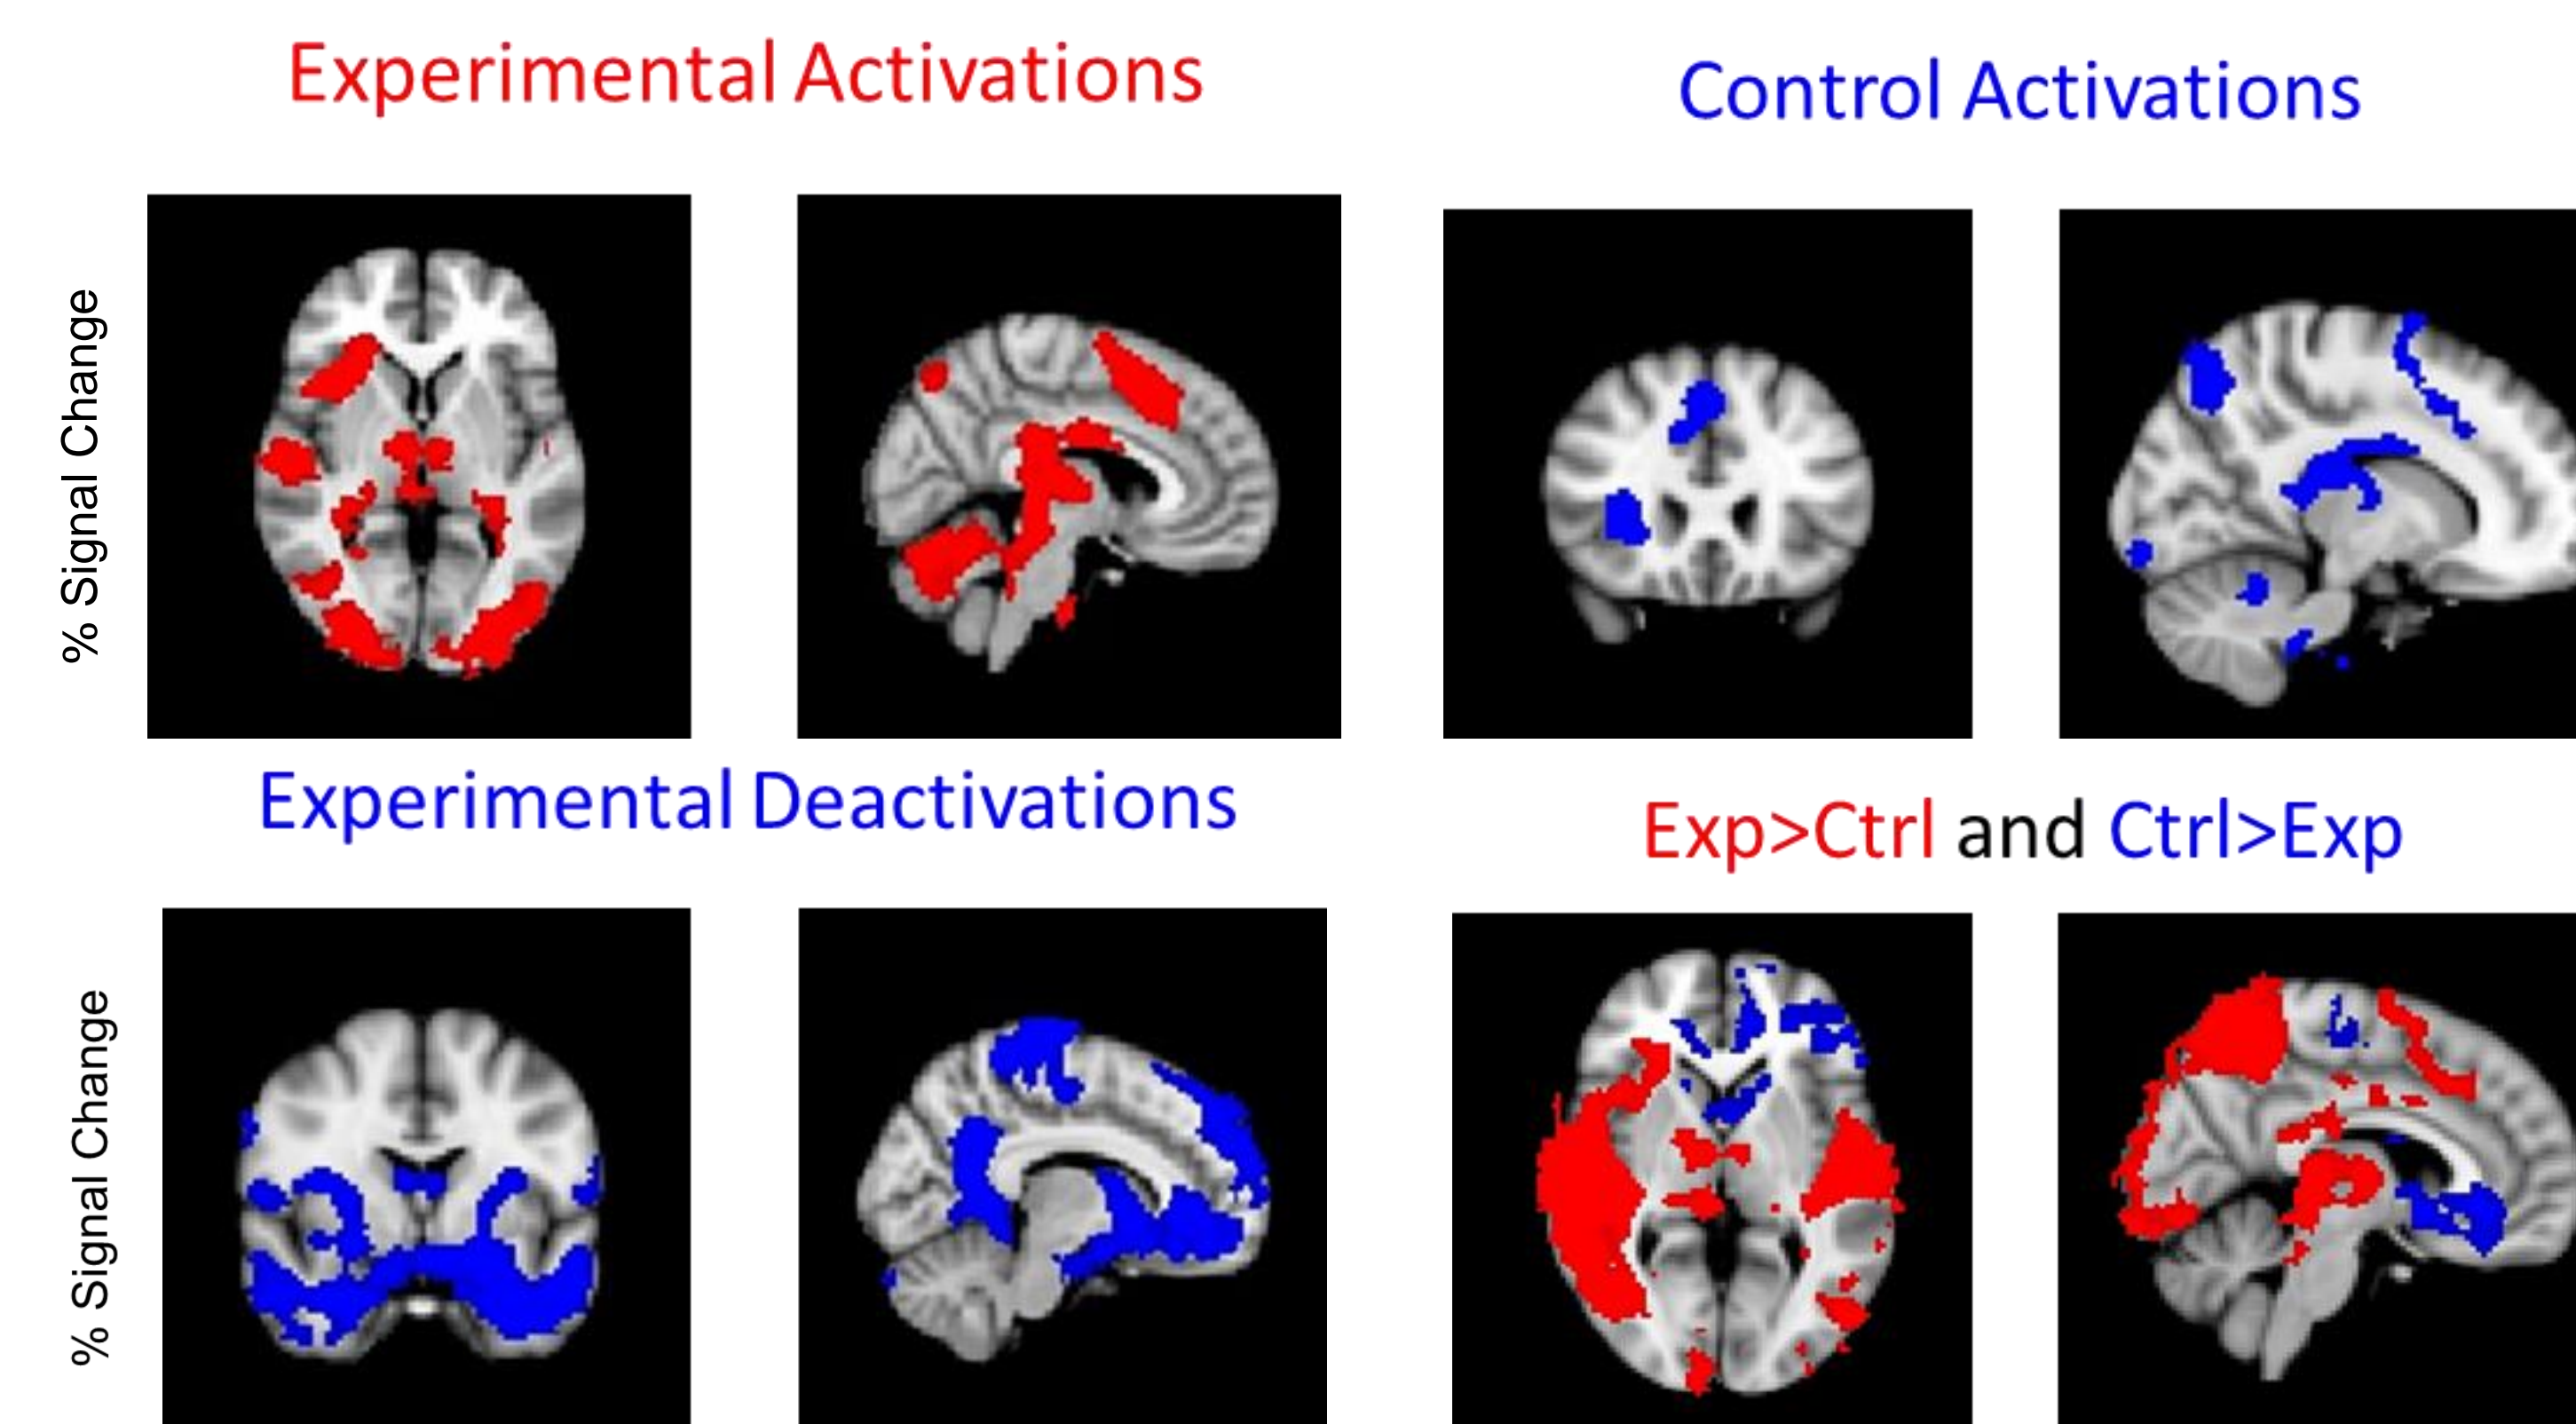 Experimental Activations
Control Activations
% Signal Change
Experimental Deactivations
Exp>Ctrl and Ctrl>Exp
% Signal Change